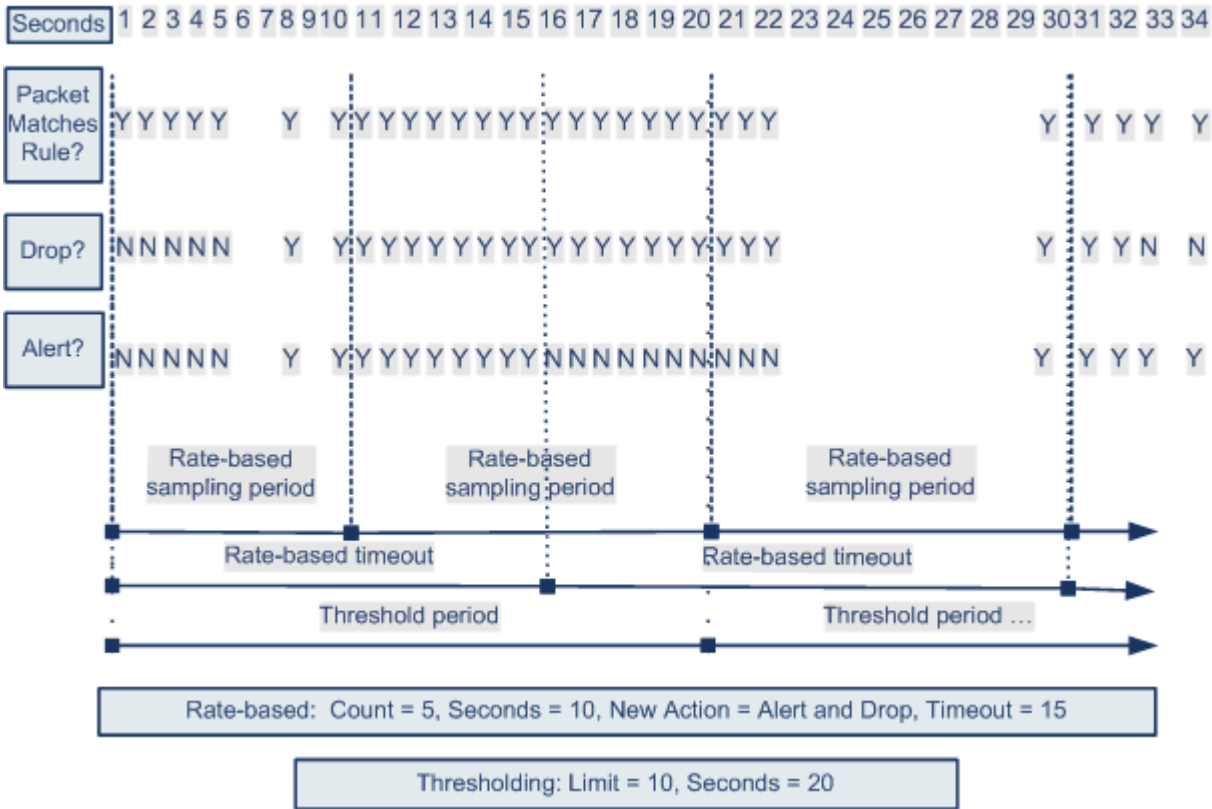 Seconds 1 2 3 4 5 6 7 8 9 10 11 12 13 14 15 16 17 18 19 20 21 22 23 24 25 26 27 28 29 30 31 32 33 34
Packet
Matches
Rule?
Y Y Y Y Y Y Y Y Y Y Y Y Y Y Y Y Y Y Y Y Y Y Y Y Y
Drop?
N N N N N Y Y Y Y Y Y Y Y Y Y Y Y Y Y Y Y Y Y N N
Alert?
N N N N N Y Y Y Y Y Y Y Y Y N N N N N N N N N N Y Y Y Y Y
Rate-based
sampling period
Rate-based
sampling period
Rate-based
sampling period
Rate-based timeout
Rate-based timeout
Threshold period
Threshold period ...
Rate-based: Count = 5, Seconds = 10, New Action = Alert and Drop, Timeout = 15
Thresholding: Limit = 10, Seconds = 20